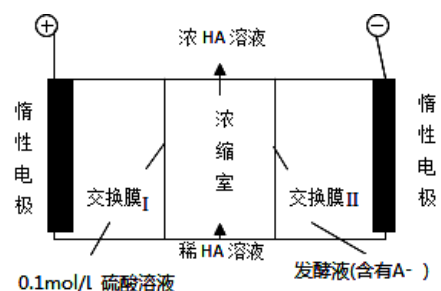 +
−
浓HA溶液
惰性电极
浓缩室
惰性电极
交换膜I
交换膜II
稀HA溶液
0.1mol/L 硫酸溶液
发酵液(含有A- )